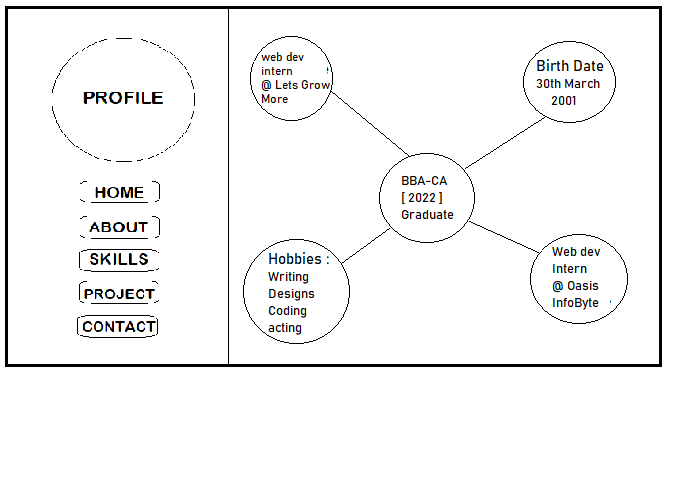 PROFILE
HOME
ABOUT
SKILLS
PROJECT
CONTACT
web dev
intern
@ Lets Grow
More
Birth Date
30th March
2001
BBA-CA
[ 2022 ]
Graduate
Hobbies :
Writing
Designs
Coding
acting
Web dev
Intern
@ Oasis
InfoByte